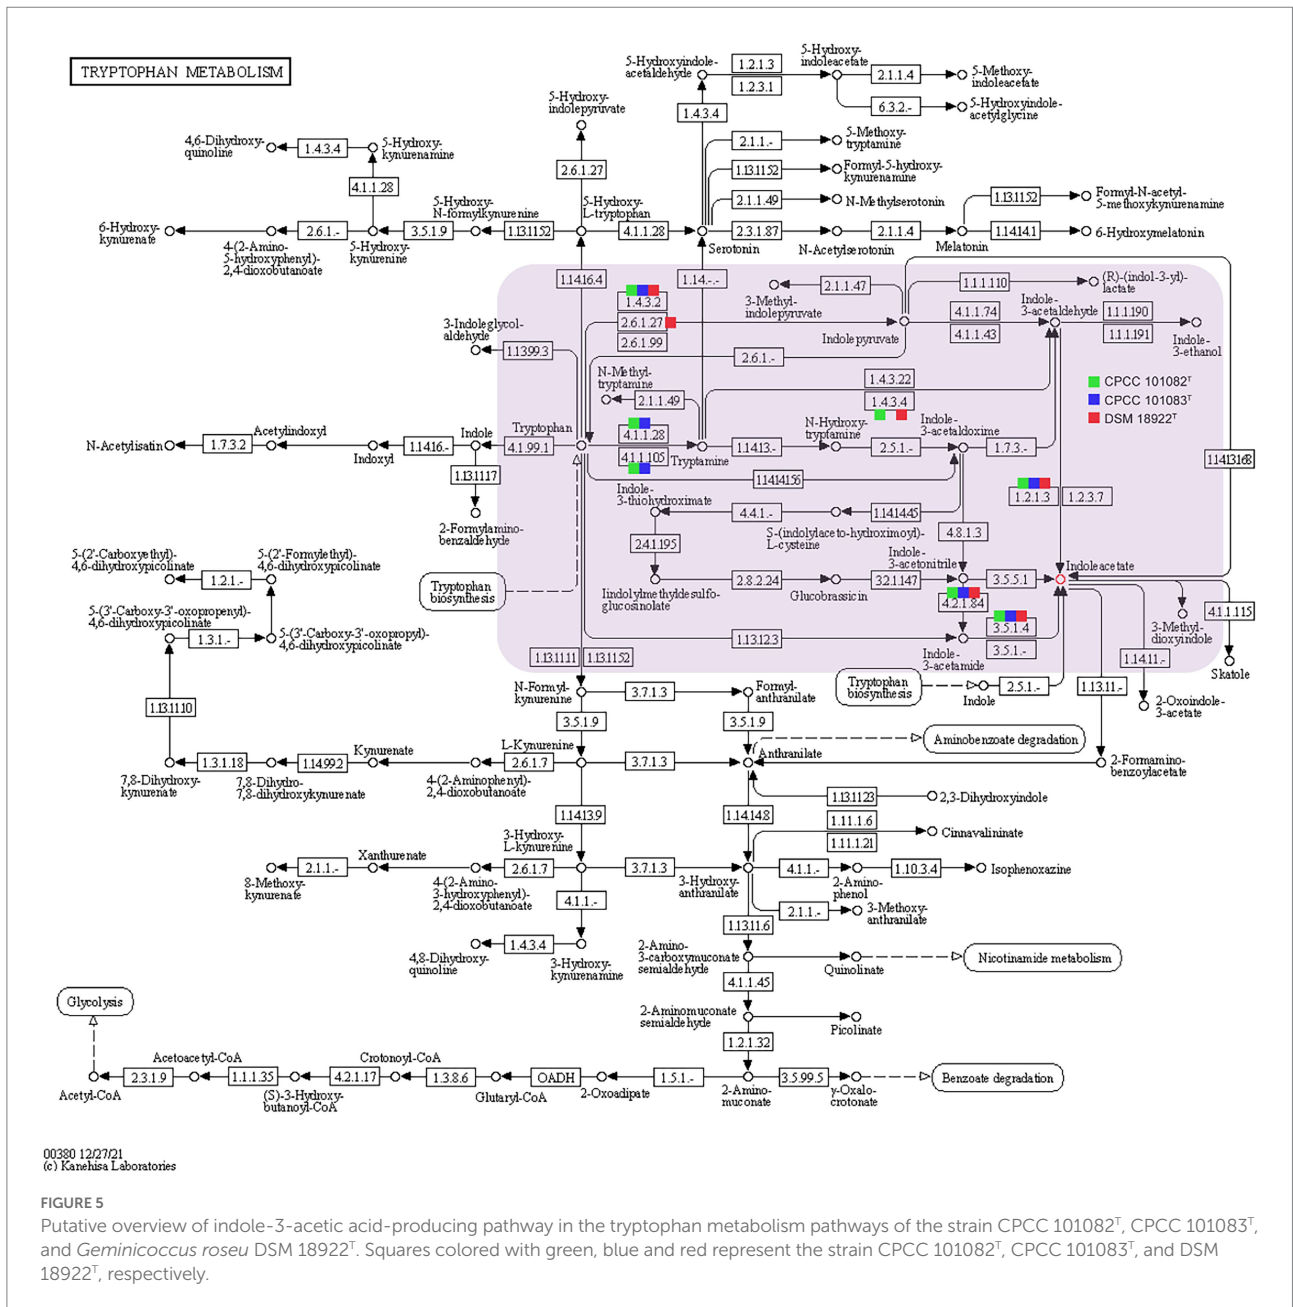 TRYPTOPHAN METABOLISM
5-Hydroxyindole-
acetaldehyde
1.2.1.3
1.2.3.1
5-Hydroxy-
indoleacetate
2.1.1.4
5-Methoxy-
indoleacetate
6.3.2.-
5-Hydroxyindole-
acetylglycine
5-Hydroxy-
indolepyruvate
1.4.3.4
4,6-Dihydroxy-
quinoline
1.4.3.4
5-Hydroxy-
kynurenamine
2.6.1.27
2.1.1.-
5-Methoxy-
tryptamine
1.13.11.52
Formyl-5-hydroxy-
kynurenamine
4.1.1.28
2.1.1.49
N-Methylserotonin
1.13.11.52
Formyl-N-acetyl-
5-methoxykynurenamine
5-Hydroxy-
N-formylkynurenine
5-Hydroxy-
L-tryptophan
6-Hydroxy-
kynurenate
2.6.1.-
4-(2-Amino-
5-hydroxyphenyl)-
2,4-dioxobutanoate
5-Hydroxy-
kynurenine
3.5.1.9
1.13.11.52
4.1.1.28
Serotonin
2.3.1.87
N-Acetylserotonin
2.1.1.4
Melatonin
1.14.14.1
6-Hydroxymelatonin
1.14.16.4
1.14.-.-
1.4.3.2
2.6.1.27
2.6.1.99
3-Methyl-
indolepyruvate
2.1.1.47
1.1.1.110
(R)-(indol-3-yl)-
lactate
Indolepyruvate
4.1.1.74
4.1.1.43
Indole-
3-acetaldehyde
1.1.1.190
1.1.1.191
Indole-
3-ethanol
3-Indoleglycol-
aldehyde
1.13.99.3
2.6.1.-
N-Methyl-
tryptamine
2.1.1.49
1.4.3.22
1.4.3.4
CPCC 101082T
CPCC 101083T
DSM 18922T
N-Acetylisatin
1.7.3.2
Acetylindoxyl
Indoxyl
1.14.16.-
Indole
4.1.99.1
Tryptophan
4.1.1.28
4.1.1.105
Tryptamine
1.14.13.-
N-Hydroxy-
tryptamine
2.5.1.-
Indole-
3-acetaldoxime
1.7.3.-
1.14.13.168
1.13.11.17
2-Formylamino-
benzaldehyde
1.14.14.156
Indole-
3-thiohydroximate
4.4.1.-
S-(indolylaceto-hydroximoyl)-
L-cysteine
1.14.14.45
1.2.1.3
1.2.3.7
2.4.1.195
4.8.1.3
5-(2'-Carboxyethyl)-
4,6-dihydroxypicolinate
1.2.1.-
5-(2'-Formylethyl)-
4,6-dihydroxypicolinate
Tryptophan
biosynthesis
Iindolylmethyldesulfo-
glucosinolate
2.8.2.24
Glucobrassicin
3.2.1.147
Indole-
3-acetonitrile
3.5.5.1
Indoleacetate
4.2.1.84
3.5.1.4
3.5.1.-
3-Methyl-
dioxyindole
4.1.1.115
5-(3'-Carboxy-3'-oxopropenyl)-
4,6-dihydroxypicolinate
1.3.1.-
5-(3'-Carboxy-3'-oxopropyl)-
4,6-dihydroxypicolinate
1.13.12.3
Indole-
3-acetamide
1.14.11.-
Skatole
1.13.11.11
1.13.11.52
N-Formyl-
kynurenine
3.7.1.3
Formyl-
anthranilate
Tryptophan
biosynthesis
Indole
2.5.1.-
1.13.11.-
2-Oxoindole-
3-acetate
1.13.11.10
3.5.1.9
3.5.1.9
Aminobenzoate degradation
7,8-Dihydroxy-
kynurenate
1.3.1.18
7,8-Dihydro-
7,8-dihydroxykynurenate
1.14.99.2
Kynurenate
4-(2-Aminophenyl)-
2,4-dioxobutanoate
2.6.1.7
L-Kynurenine
3.7.1.3
Anthranilate
2-Formamino-
benzoylacetate
1.13.11.23
2,3-Dihydroxyindole
1.14.13.9
1.14.14.8
1.11.1.6
1.11.1.21
Cinnavalininate
3-Hydroxy-
L-kynurenine
8-Methoxy-
kynurenate
2.1.1.-
Xanthurenate
4-(2-Amino-
3-hydroxyphenyl)-
2,4-dioxobutanoate
2.6.1.7
3.7.1.3
3-Hydroxy-
anthranilate
4.1.1.-
2-Amino-
phenol
1.10.3.4
Isophenoxazine
4.1.1.-
2.1.1.-
3-Methoxy-
anthranilate
1.13.11.6
4,8-Dihydroxy-
quinoline
1.4.3.4
3-Hydroxy-
kynurenamine
2-Amino-
3-carboxymuconate
semialdehyde
Quinolinate
Nicotinamide metabolism
4.1.1.45
Glycolysis
2-Aminomuconate
semialdehyde
Picolinate
1.2.1.32
Acetyl-CoA
2.3.1.9
Acetoacetyl-CoA
1.1.1.35
(S)-3-Hydroxy-
butanoyl-CoA
4.2.1.17
Crotonoyl-CoA
1.3.8.6
Glutaryl-CoA
OADH
2-Oxoadipate
1.5.1.-
2-Amino-
muconate
3.5.99.5
γ-Oxalo-
crotonate
Benzoate degradation
00380 12/27/21
(c) Kanehisa Laboratories
FIGURE 5
Putative overview of indole-3-acetic acid-producing pathway in the tryptophan metabolism pathways of the strain CPCC 101082T, CPCC 101083T,
and Geminicoccus roseu DSM 18922T. Squares colored with green, blue and red represent the strain CPCC 101082T, CPCC 101083T, and DSM
18922T, respectively.